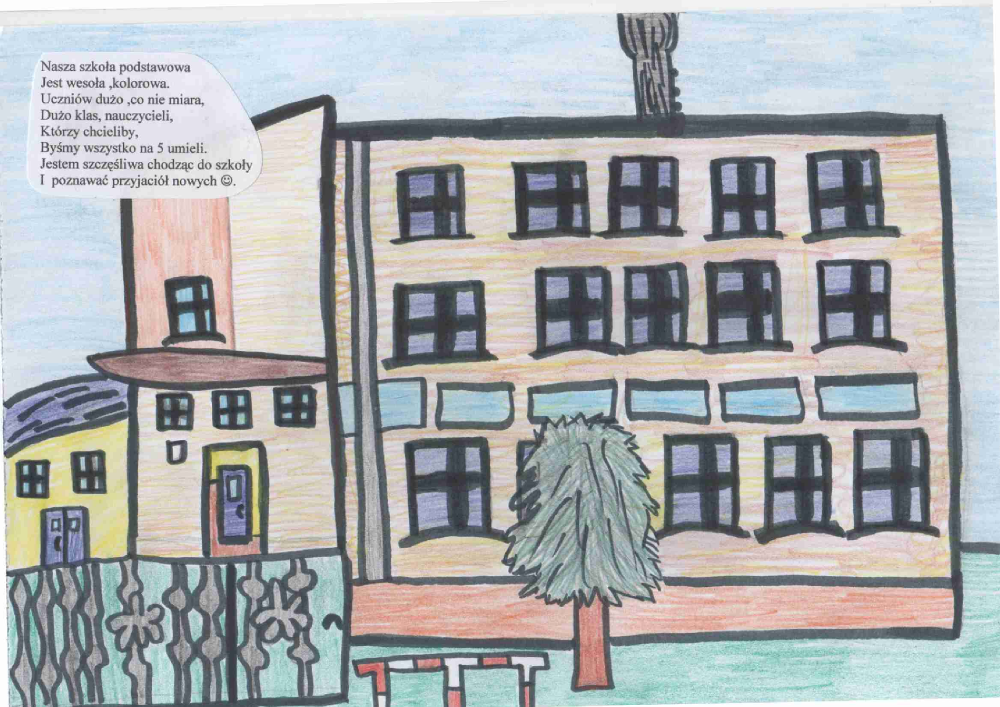 Nasza szkoła podstawowa
Jest wesoła ,kolorowa.
Uczniów dużo ,co nie miara,
Dużo klas, nauczycieli,
Którzy chcieliby,
Byśmy wszystko na 5 umieli.
Jestem szczęśliwa chodząc do szkoły
I  poznawać przyjaciół nowych ☺.